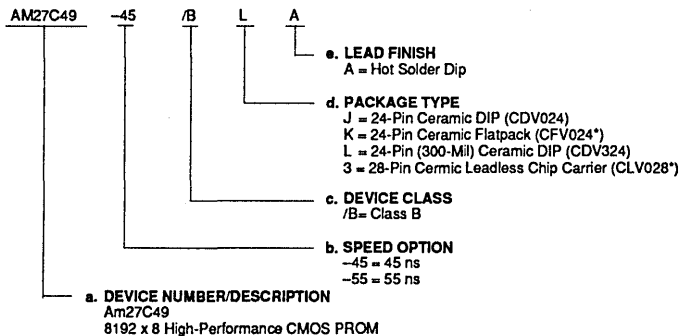 AM27C49 –45 /B L A
e. LEAD FINISH
A = Hot Solder Dip
d. PACKAGE TYPE
J = 24-Pin Ceramic DIP (CDV024)
K = 24-Pin Ceramic Flatpack (CFV024*)
L = 24-Pin (300-Mil) Ceramic DIP (CDV324)
3 = 28-Pin Cermic Leadless Chip Carrier (CLV028*)
c. DEVICE CLASS
/B= Class B
b. SPEED OPTION
–45 = 45 ns
–55 = 55 ns
a. DEVICE NUMBER/DESCRIPTION
Am27C49
8192 x 8 High-Performance CMOS PROM